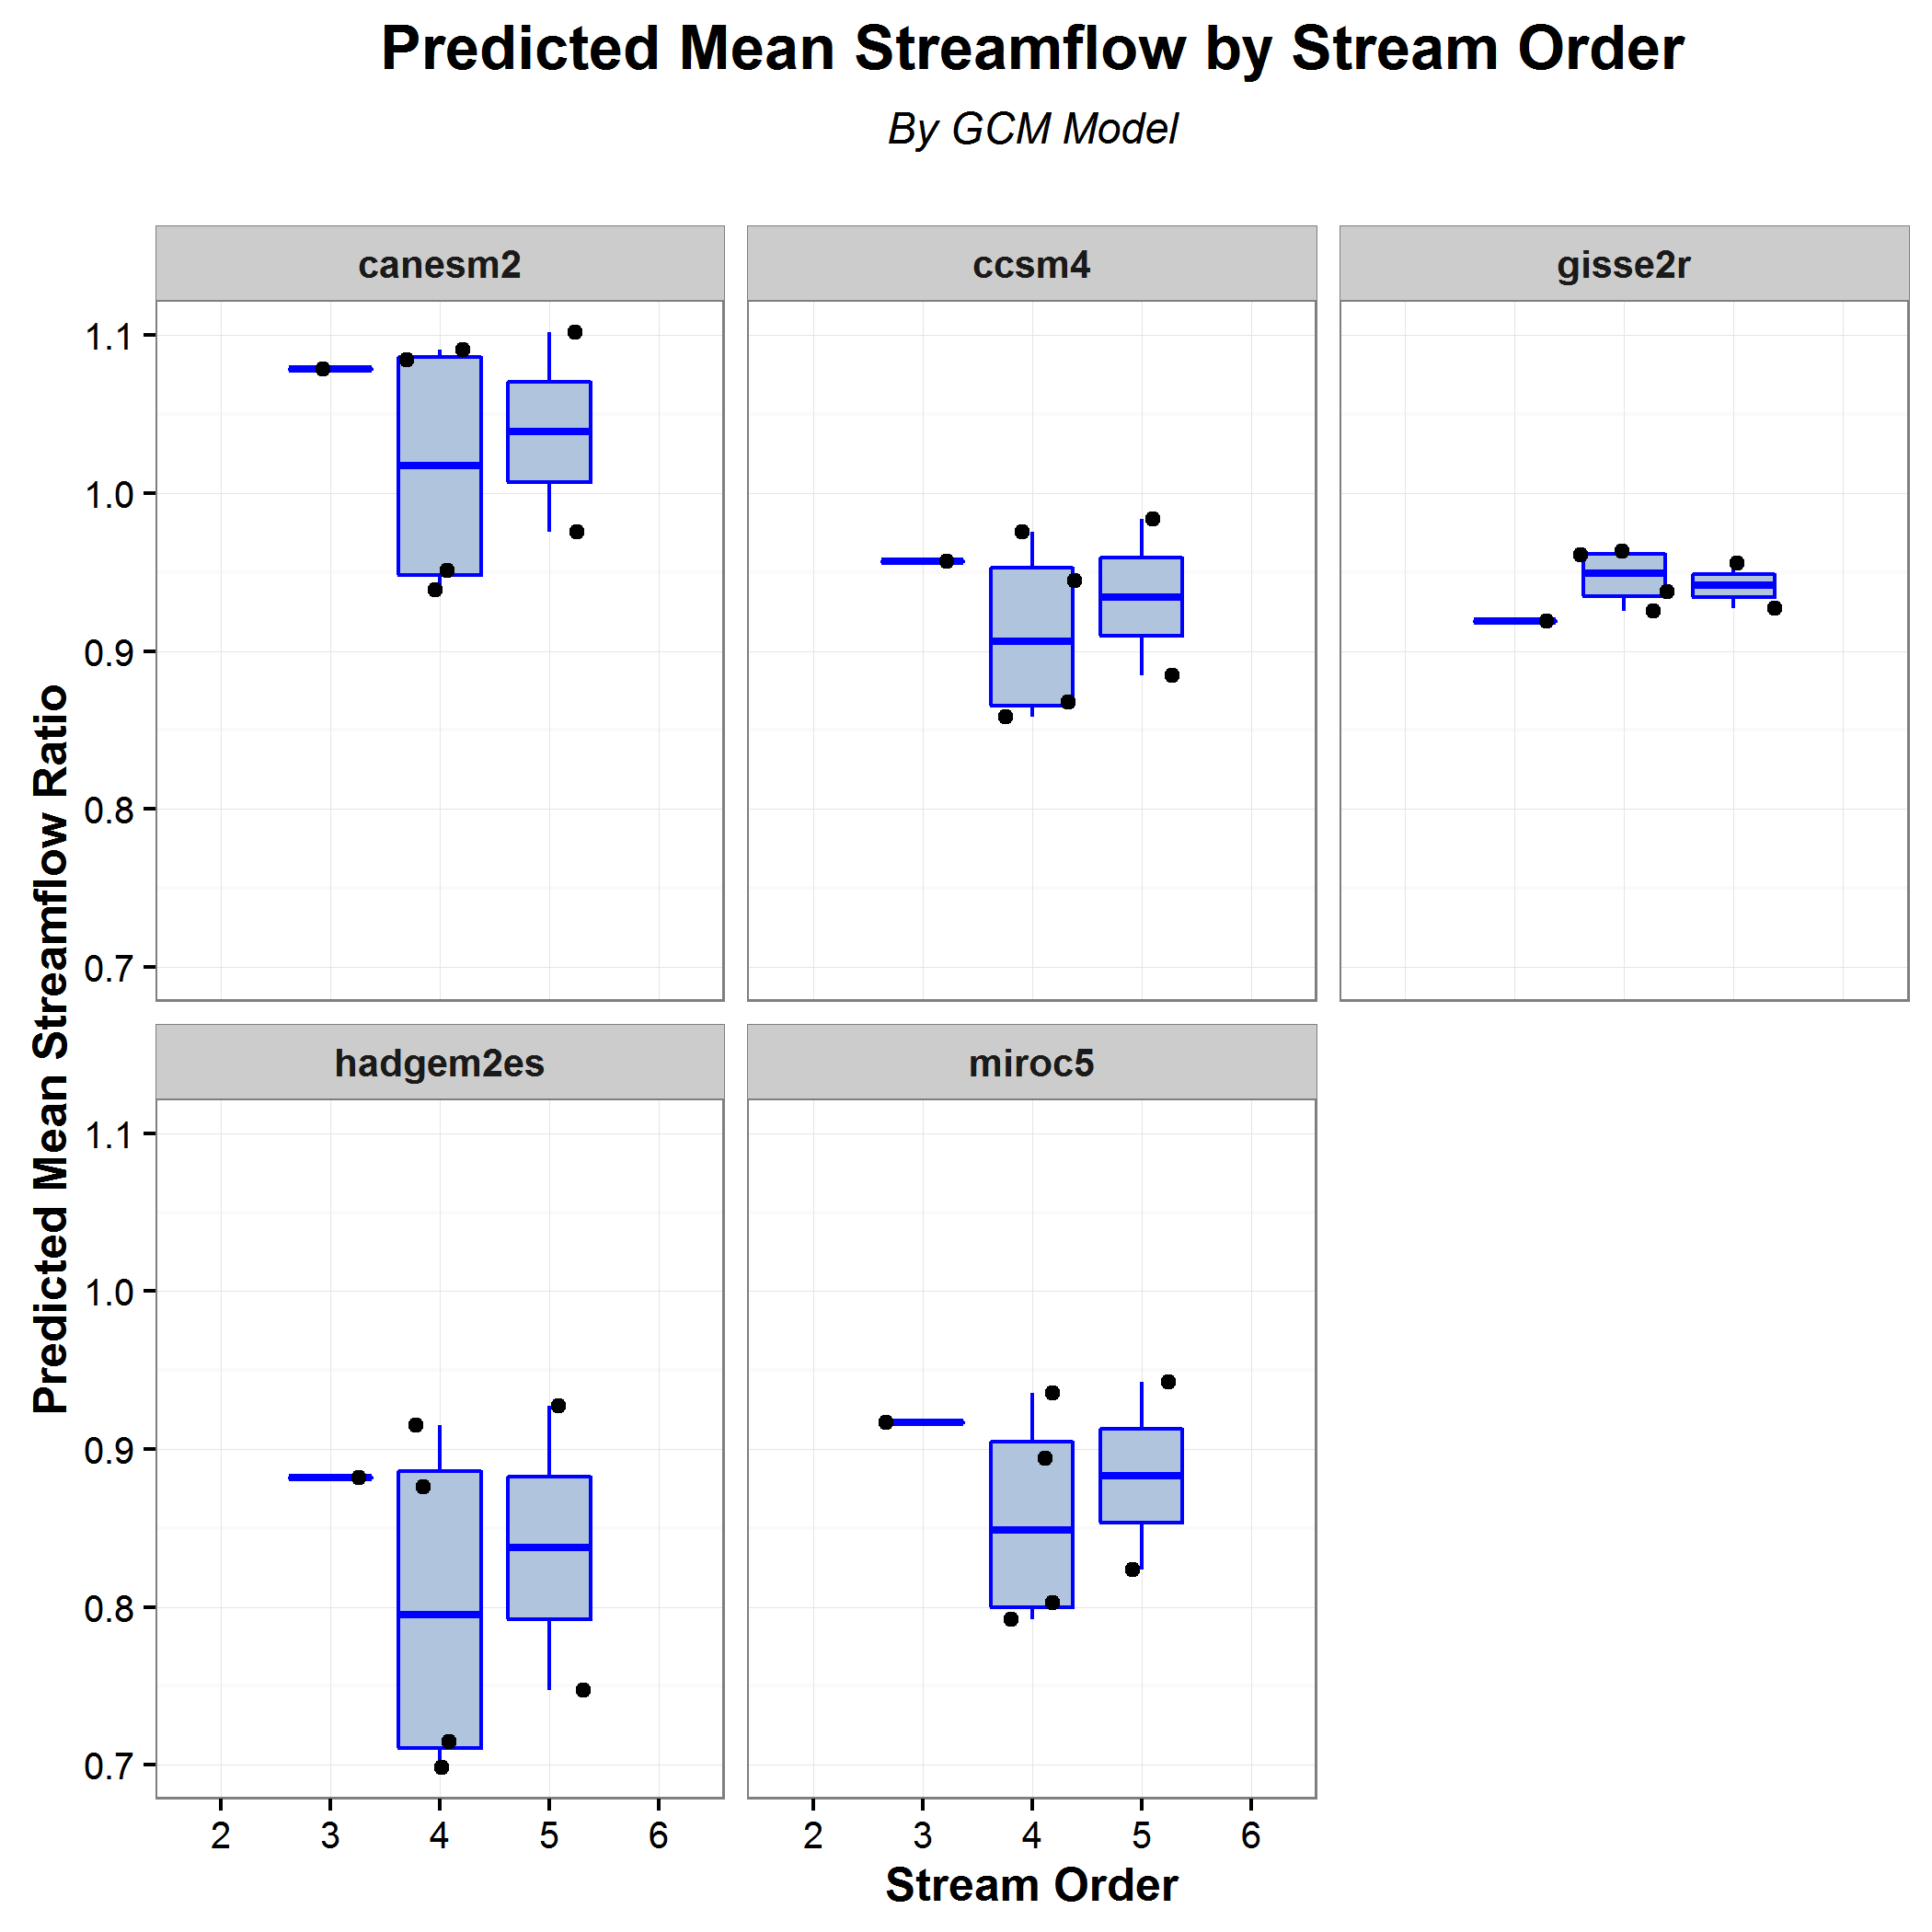 Predicted Mean Streamflow by Stream Order
By GCM Model
canesm2
ccsm4
gisse2r
1.1
1.0
0.9
0.8
0.7
Predicted Mean Streamflow Ratio
hadgem2es
miroc5
1.1
1.0
0.9
0.8
0.7
2 3 4 5 6
2 3 4 5 6
Stream Order